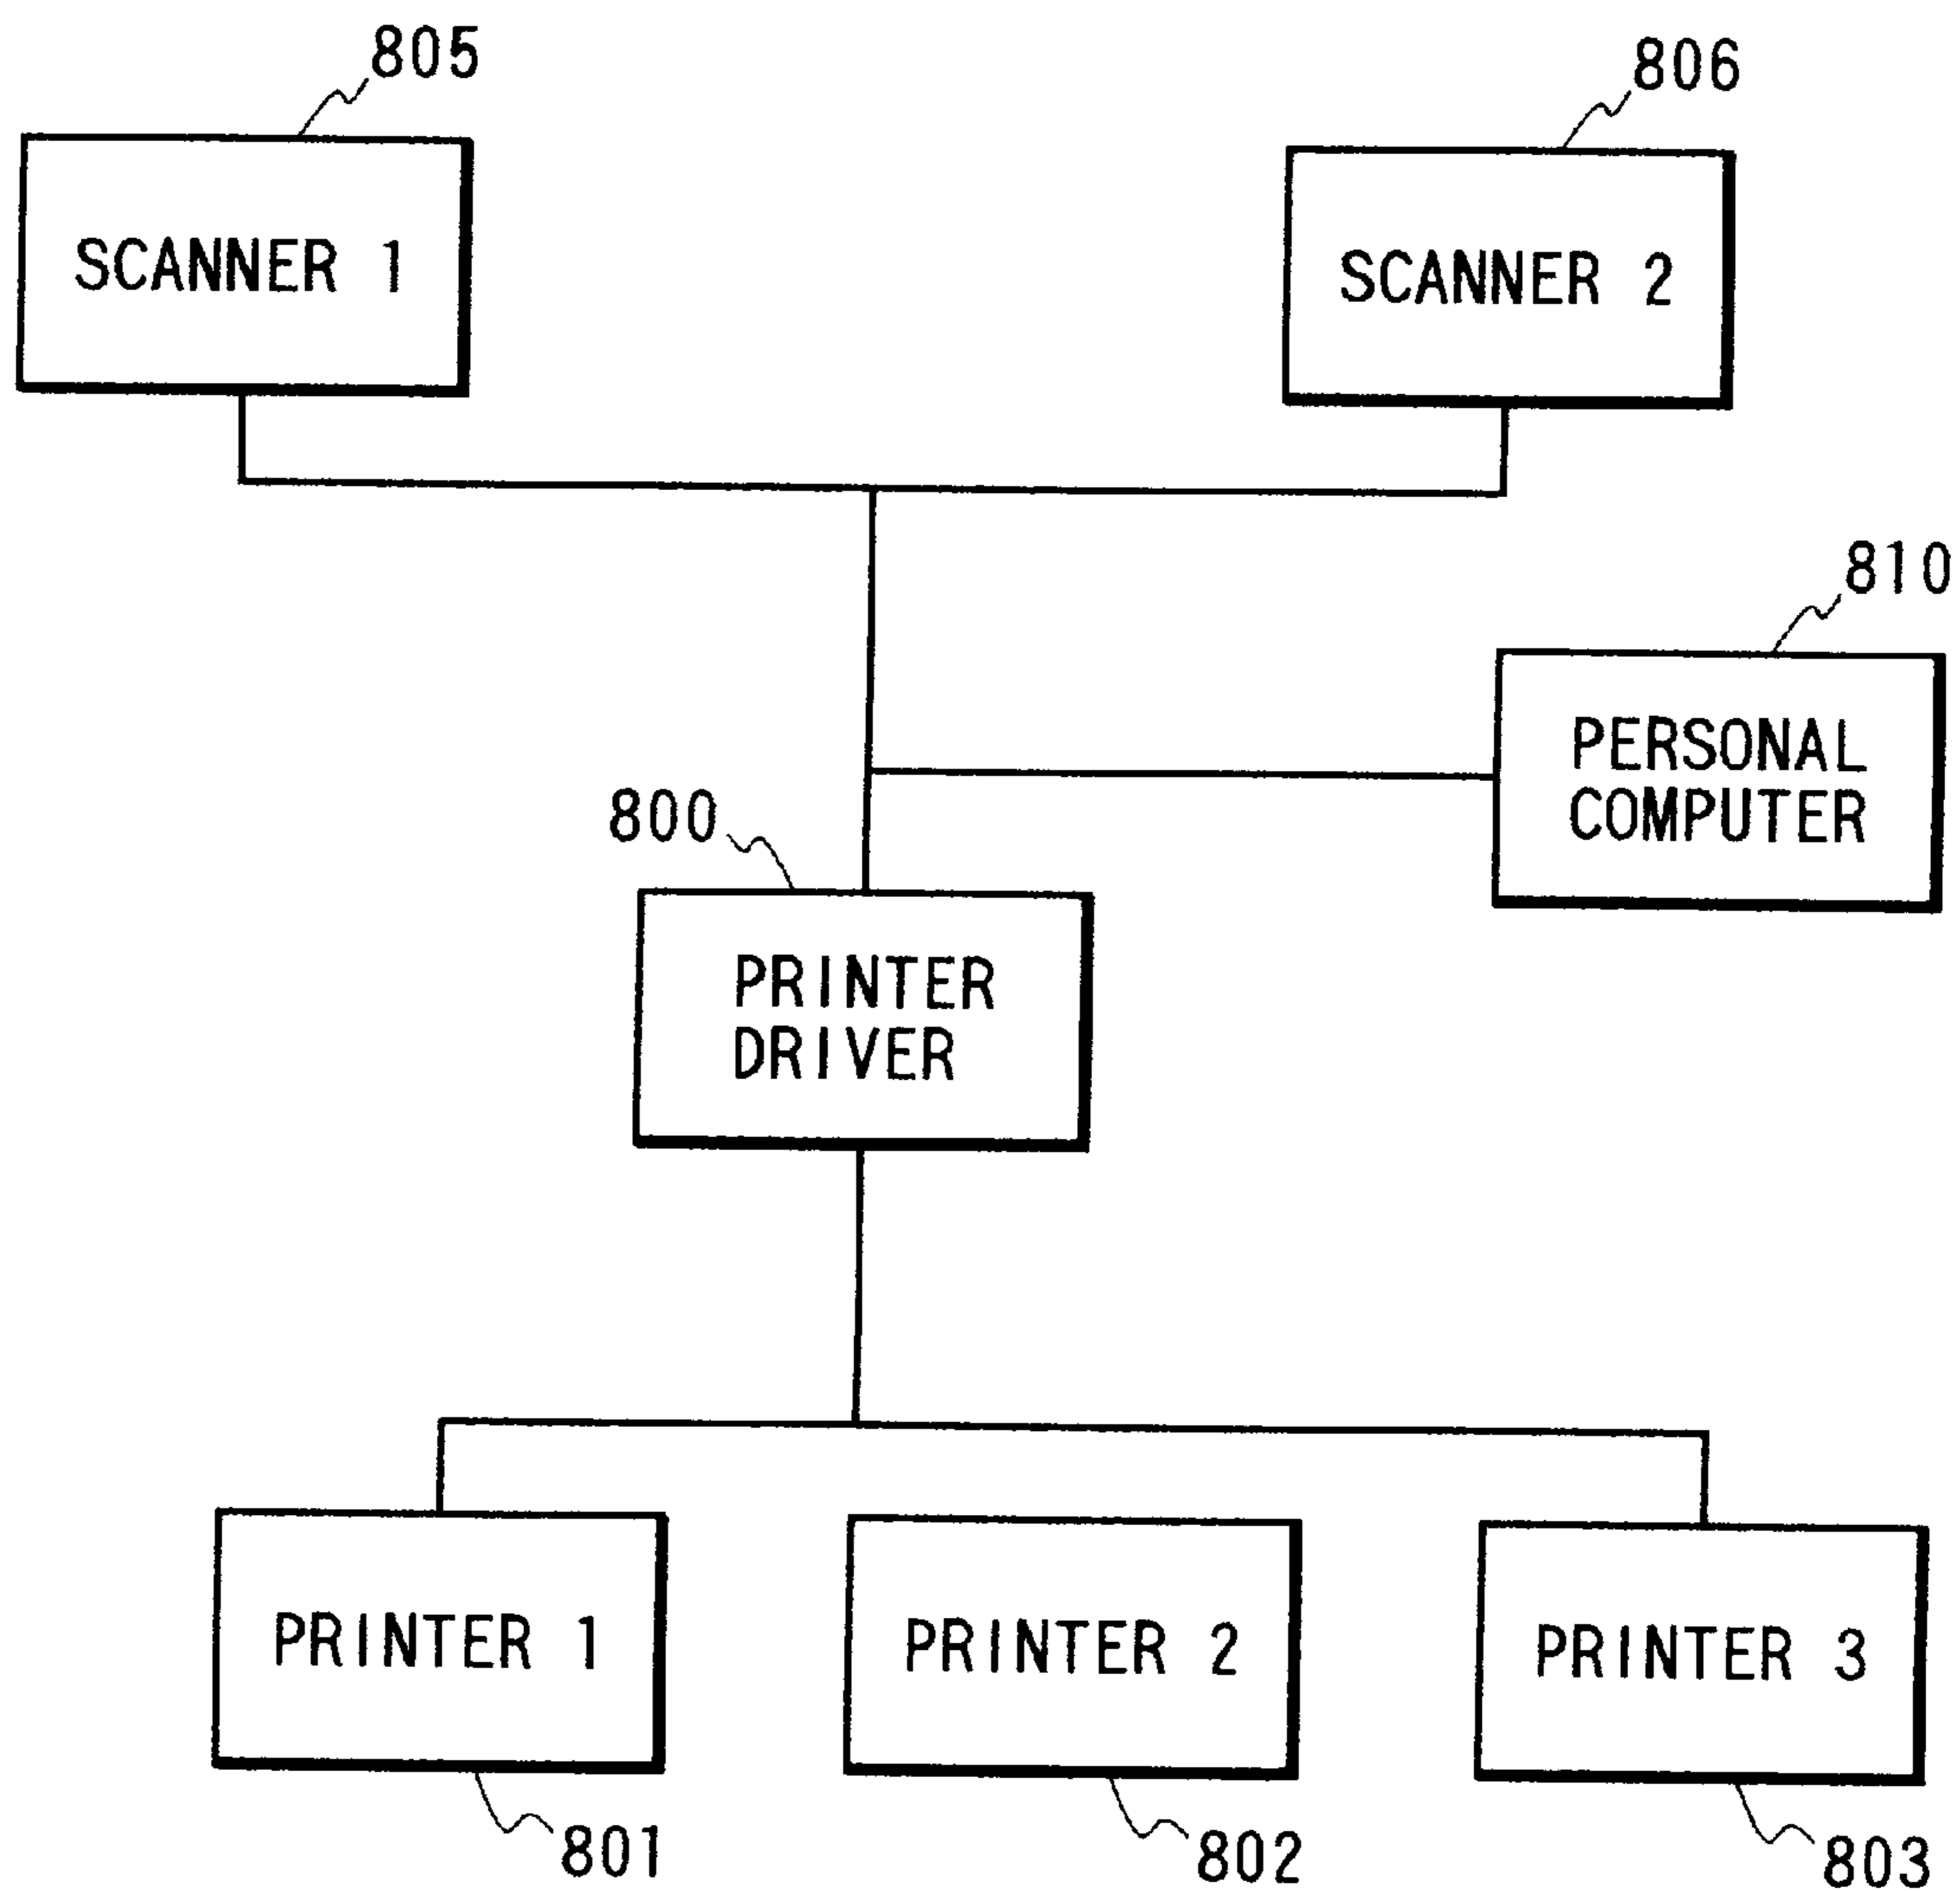 805
806
SCANNER 1
SCANNER 2
810
PERSONAL
COMPUTER
800
PRINTER
DRIVER
PRINTER 1
PRINTER 2
PRINTER 3
801
802
803